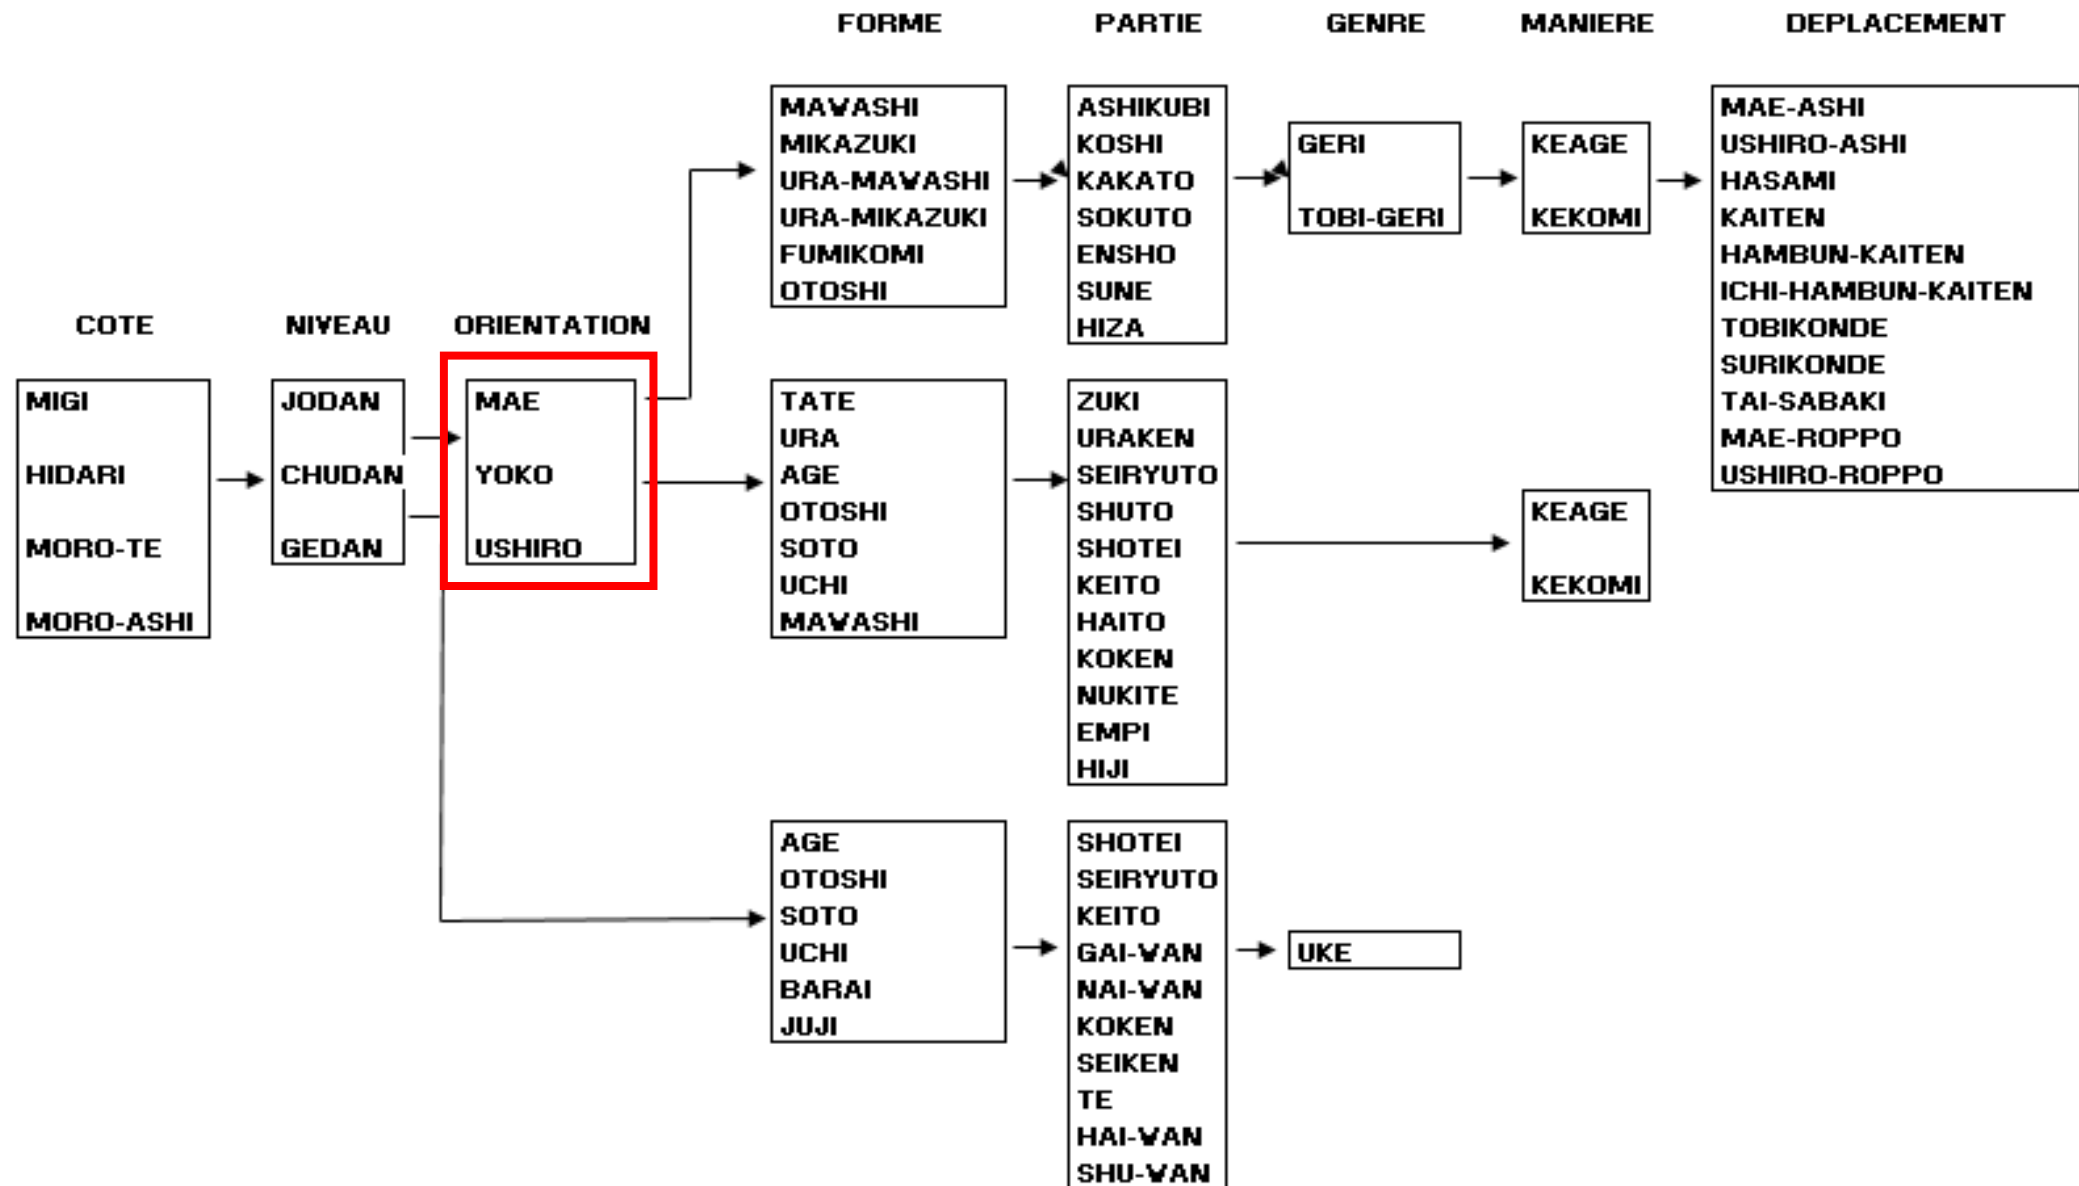 FORME
PARTIE
GENRE
MANIERE
DEPLACEMENT
MAWASHI
MIKAZUKI
URA-MAWASHI
URA-MIKAZUKI
FUMIKOMI
OTOSHI
ASHIKUBI
KOSHI
KAKATO
SOKUTO
ENSHO
SUNE
HIZA
GERI
TOBI-GERI
KEAGE
KEKOMI
MAE-ASHI
USHIRO-ASHI
HASAMI
KAITEN
HAMBUN-KAITEN
ICHI-HAMBUN-KAITEN
TOBIKONDE
SURIKONDE
TAI-SABAKI
MAE-ROPPO
USHIRO-ROPPO
COTE
NIVEAU
ORIENTATION
MIGI
HIDARI
MORO-TE
MORO-ASHI
JODAN
CHUDAN
GEDAN
MAE
YOKO
USHIRO
TATE
URA
AGE
OTOSHI
SOTO
UCHI
MAWASHI
ZUKI
URAKEN
SEIRYUTO
SHUTO
SHOTEI
KEITO
HAITO
KOKEN
NUKITE
EMPI
HIJI
KEAGE
KEKOMI
AGE
OTOSHI
SOTO
UCHI
BARAI
JUJI
SHOTEI
SEIRYUTO
KEITO
GAI-WAN
NAI-WAN
KOKEN
SEIKEN
TE
HAI-WAN
SHU-WAN
UKE